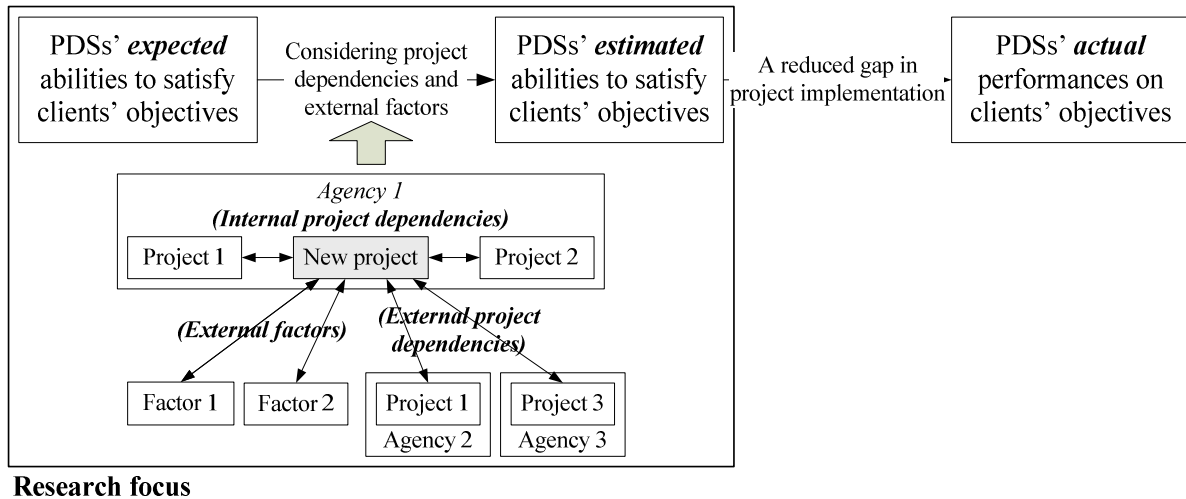 PDSs' expected
abilities to satisfy
clients' objectives
Considering project
dependencies and
external factors
PDSs' estimated
abilities to satisfy
clients' objectives
A reduced gap in
project implementation
PDSs' actual
performances on
clients' objectives
Agency 1
(Internal project dependencies)
Project 1
New project
Project 2
(External factors)
(External project
dependencies)
Factor 1
Factor 2
Project 1
Agency 2
Project 3
Agency 3
Research focus